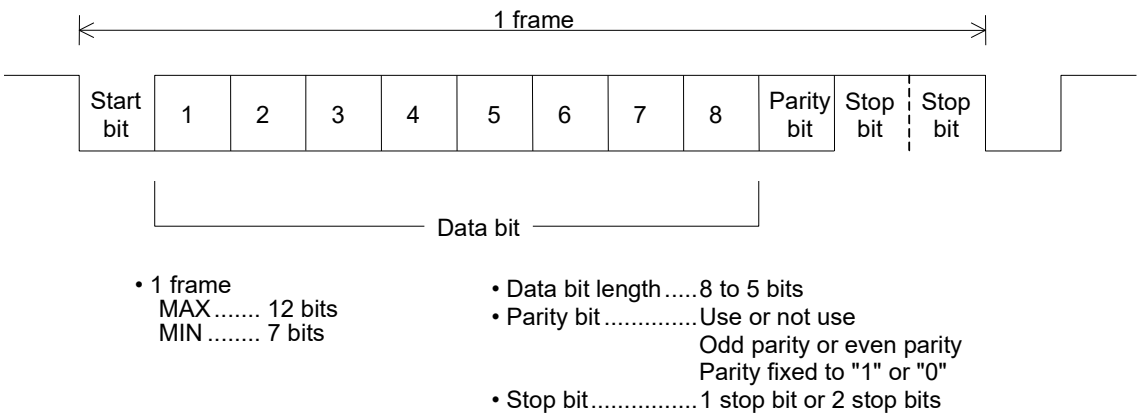 1 frame
Start bit 1 2 3 4 5 6 7 8 Parity bit Stop bit Stop bit
Data bit
• 1 frame
MAX....... 12 bits
MIN ........ 7 bits
• Data bit length.....8 to 5 bits
• Parity bit ..............Use or not use
Odd parity or even parity
Parity fixed to "1" or "0"
• Stop bit................1 stop bit or 2 stop bits